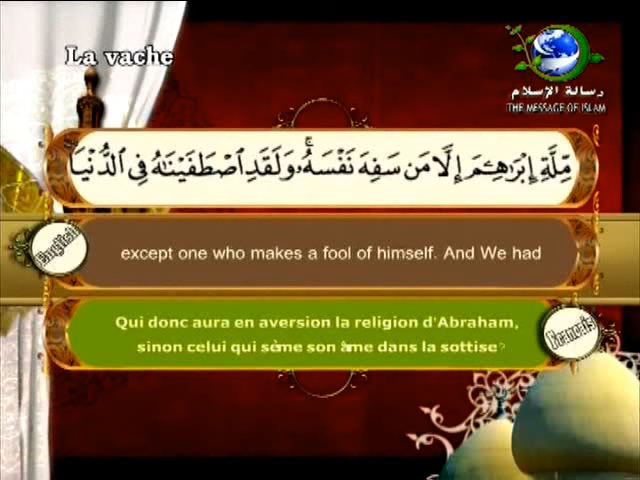 La vache
رسالة الإسلام
THE MESSAGE OF ISLAM
مِّلَّةِ إِبْرَٰهِـۧمَ إِلَّا مَن سَفِهَ نَفْسَهُۥۚ وَلَقَدِ ٱصْطَفَيْنَـٰهُ فِى ٱلدُّنْيَا
English
except one who makes a fool of himself. And We had
Qui donc aura en aversion la religion d'Abraham,
sinon celui qui sème son âme dans la sottise?
Français